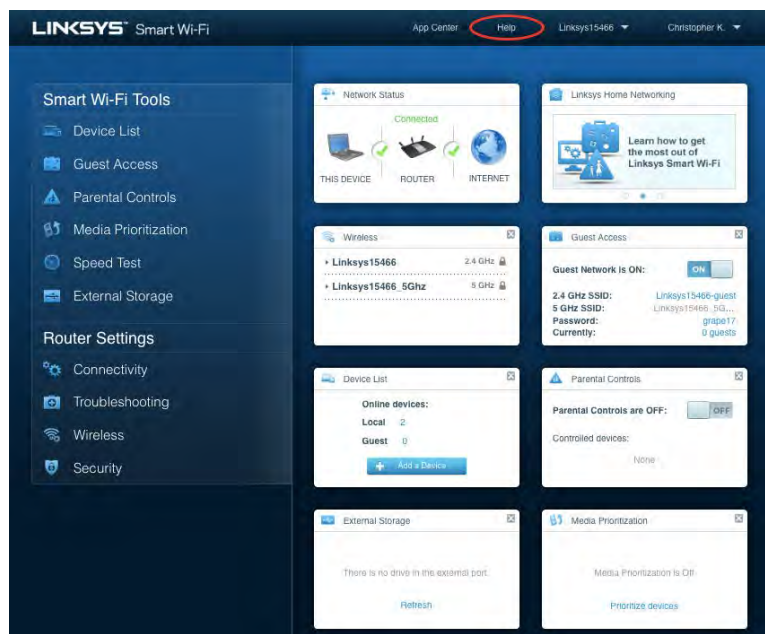 LINKSYS Smart Wi-Fi
App Center Help Linksys15466 Christopher K.
Smart Wi-Fi Tools
Device List
Guest Access
Parental Controls
Media Prioritization
Speed Test
External Storage
Router Settings
Connectivity
Troubleshooting
Wireless
Security
Network Status
Connected
THIS DEVICE ROUTER INTERNET
Linksys Home Networking
Learn how to get
the most out of
Linksys Smart Wi-Fi
Wireless
Linksys15466 2.4 GHz
Linksys15466_5Ghz 5 GHz
Guest Access
Guest Network is ON: ON
2.4 GHz SSID: Linksys15466-guest
5 GHz SSID: Linksys15466_5G...
Password: grape17
Currently: 0 guests
Device List
Online devices:
Local 2
Guest 0
Add a Device
Parental Controls
Parental Controls are OFF: OFF
Controlled devices:
None
External Storage
There is no drive in the external port.
Refresh
Media Prioritization
Media Prioritization is Off
Prioritize devices